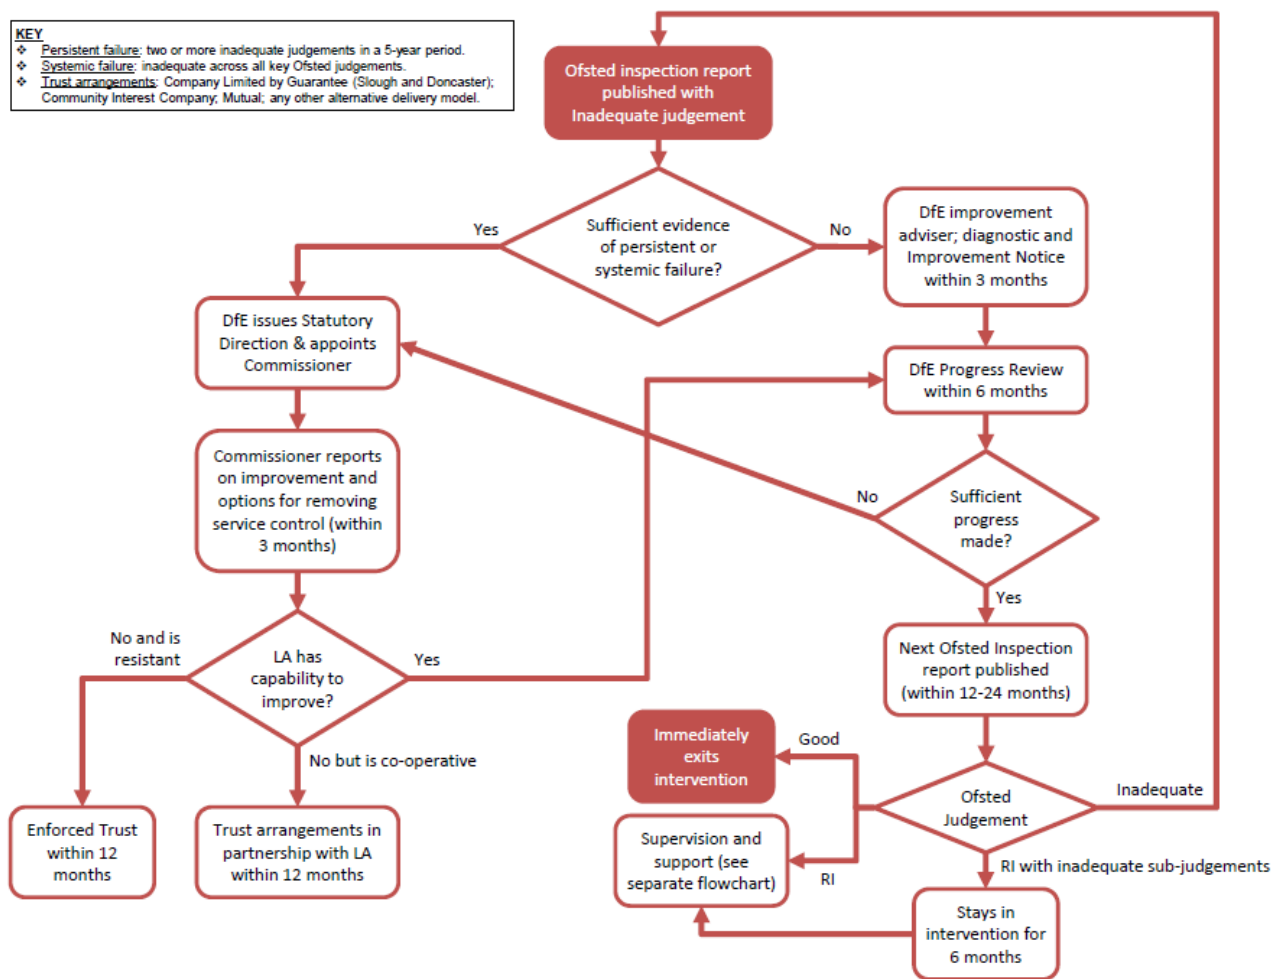 KEY
❖ Persistent failure: two or more inadequate judgements in a 5-year period.
❖ Systemic failure: inadequate across all key Ofsted judgements.
❖ Trust arrangements: Company Limited by Guarantee (Slough and Doncaster);
Community Interest Company; Mutual; any other alternative delivery model.
Ofsted inspection report
published with
Inadequate judgement
Sufficient evidence
of persistent or
systemic failure?
Yes
No
DfE improvement
adviser; diagnostic and
Improvement Notice
within 3 months
DfE issues Statutory
Direction & appoints
Commissioner
DfE Progress Review
within 6 months
Commissioner reports
on improvement and
options for removing
service control (within
3 months)
Sufficient
progress
made?
No
Yes
LA has
capability to
improve?
No and is
resistant
Yes
No but is co-operative
Enforced Trust
within 12
months
Trust arrangements in
partnership with LA
within 12 months
Next Ofsted Inspection
report published
(within 12-24 months)
Ofsted
Judgement
Good
Immediately
exits
intervention
Inadequate
RI
Supervision and
support (see
separate flowchart)
RI with inadequate sub-judgements
Stays in
intervention for
6 months